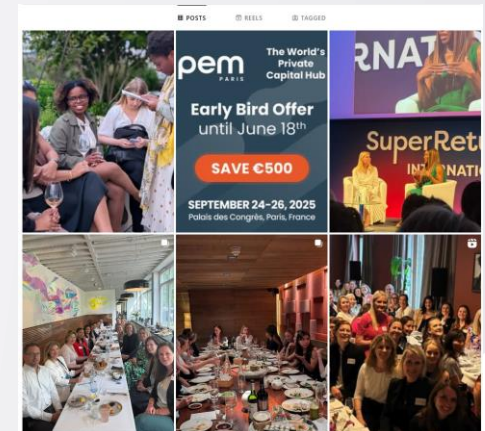 POSTS
REELS
TAGGED
pem
PARIS
The World's
Private
Capital Hub
Early Bird Offer
until June 18th
SAVE €500
SEPTEMBER 24-26, 2025
Palais des Congrès, Paris, France
RNAT
SuperRetu
INTERNATIO